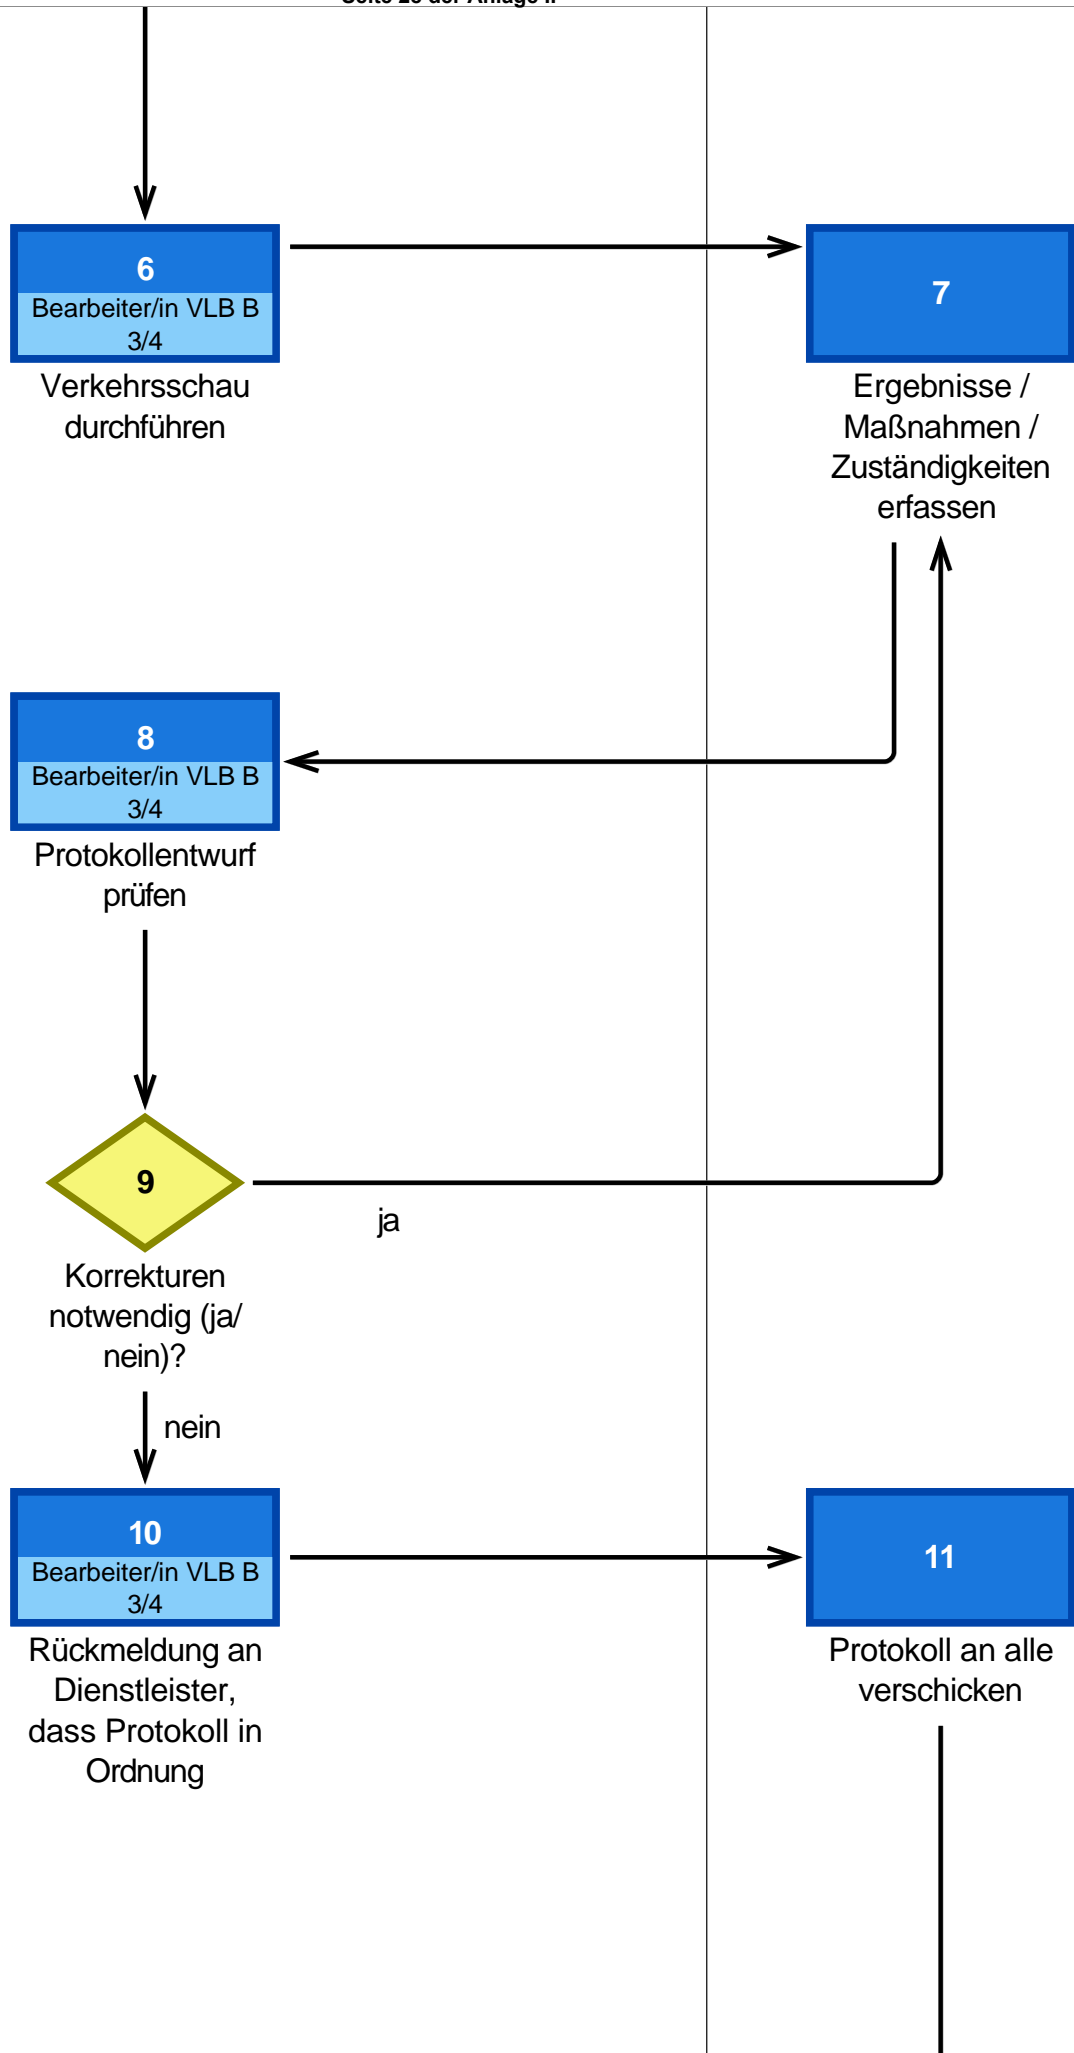 der Anlage
6
Bearbeiter/in VLB B
3/4
Verkehrsschau
durchführen
7
Ergebnisse /
Maßnahmen /
Zuständigkeiten
erfassen
8
Bearbeiter/in VLB B
3/4
Protokollentwurf
prüfen
9
ja
Korrekturen
notwendig (ja/
nein)?
nein
10
Bearbeiter/in VLB B
3/4
Rückmeldung an
Dienstleister,
dass Protokoll in
Ordnung
11
Protokoll an alle
verschicken